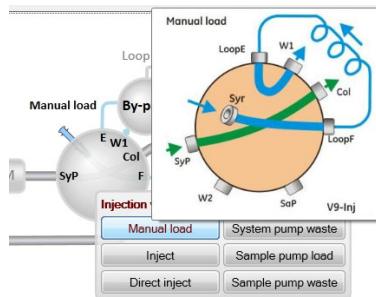 Loop
Manual load
By-p
E
W1
Col
SyP
F
Manual load
LoopE
W1
Col
Syr
SyP
LoopF
W2
SaP
V9-Inj
Injection v
Manual load
System pump waste
Inject
Sample pump load
Direct inject
Sample pump waste